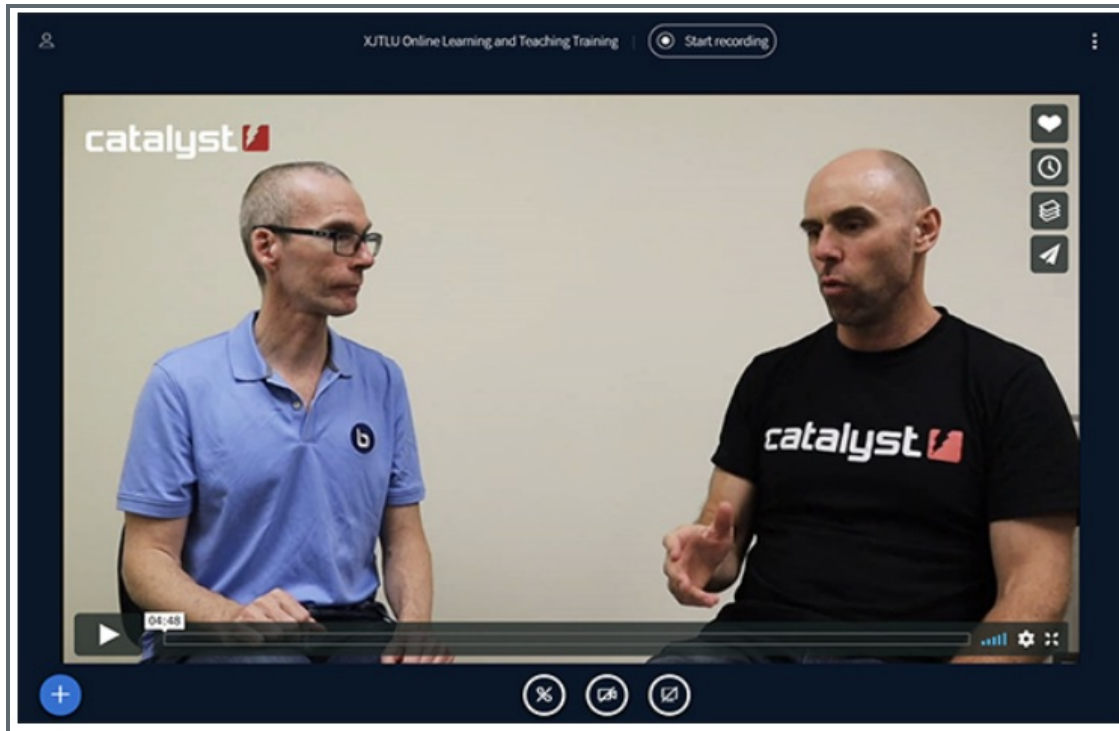 XJTLU Online Learning and Teaching Training | Start recording
catalyst
b
catalyst
04:48